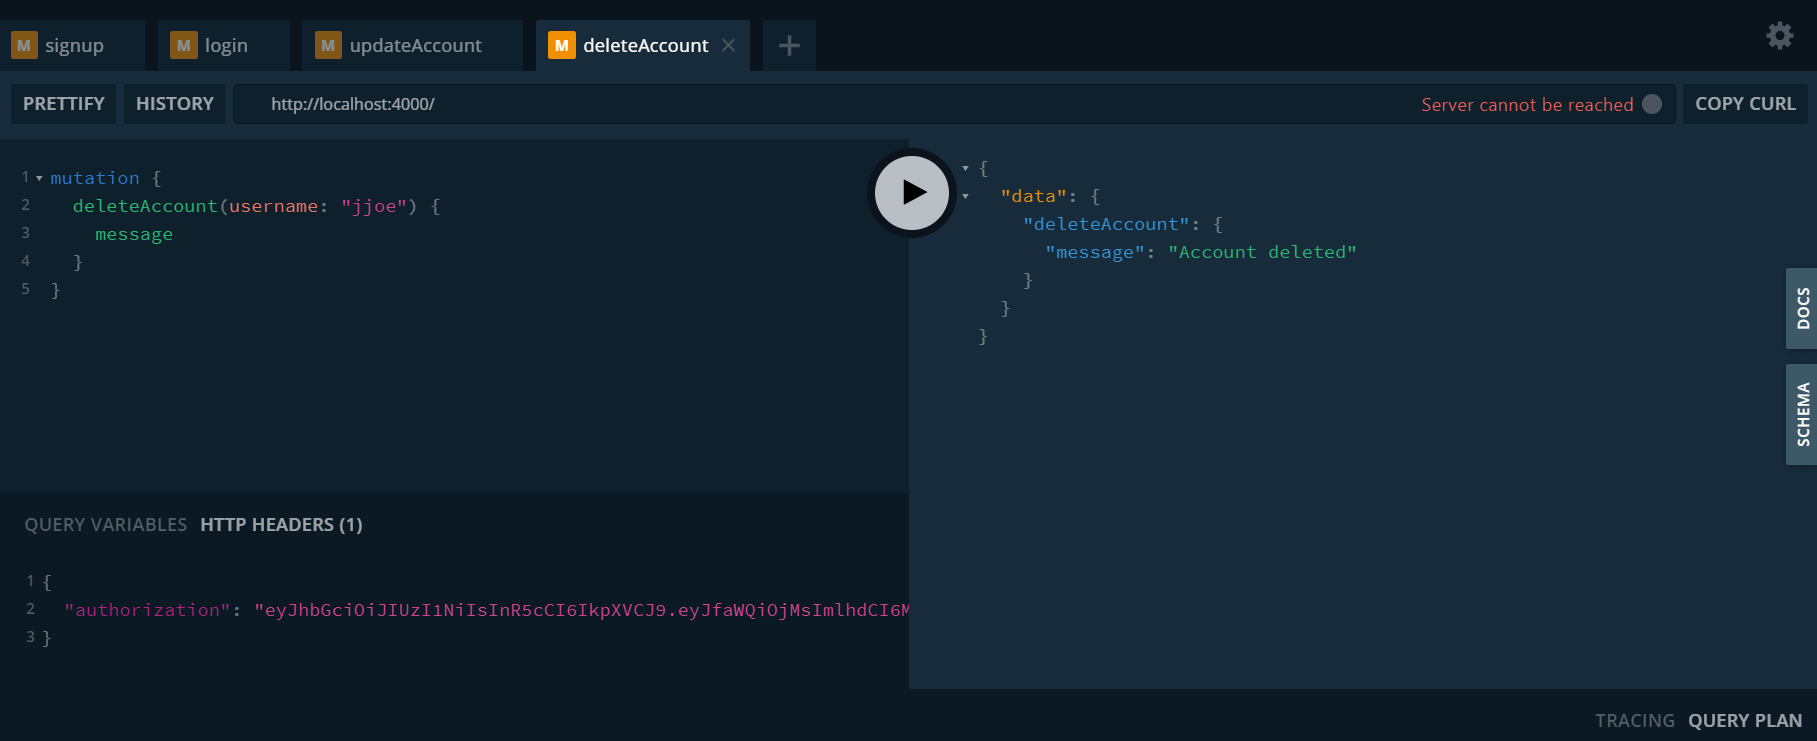 M signup M login M updateAccount M deleteAccount × +
PRETTIFY HISTORY http://localhost:4000/ Server cannot be reached COPY CURL
1 mutation {
2 deleteAccount(username: "jjoe") {
3 message
4 }
5 }
{
"data": {
"deleteAccount": {
"message": "Account deleted"
}
}
}
DOCS
SCHEMA
QUERY VARIABLES HTTP HEADERS (1)
1 {
2 "authorization": "eyJhbGciOiJIUzI1NiIsInR5cCI6IkpXVCJ9.eyJfaWQiOjMsImlhdCI6M
3 }
TRACING QUERY PLAN